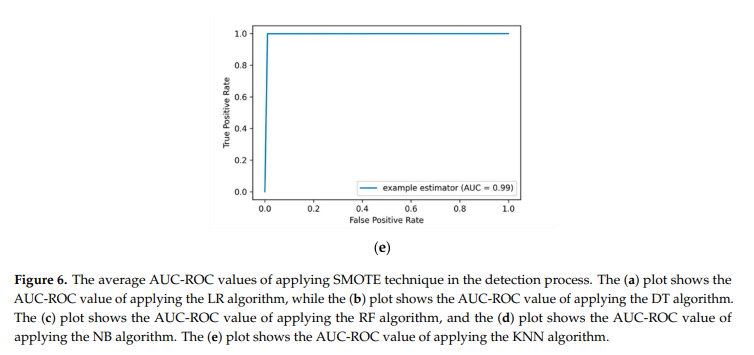 1.0
0.8
0.6
0.4
0.2
0.0
True Positive Rate
example estimator (AUC = 0.99)
0.0 0.2 0.4 0.6 0.8 1.0
False Positive Rate
(e)
Figure 6. The average AUC-ROC values of applying SMOTE technique in the detection process. The (a) plot shows the
AUC-ROC value of applying the LR algorithm, while the (b) plot shows the AUC-ROC value of applying the DT algorithm.
The (c) plot shows the AUC-ROC value of applying the RF algorithm, and the (d) plot shows the AUC-ROC value of
applying the NB algorithm. The (e) plot shows the AUC-ROC value of applying the KNN algorithm.